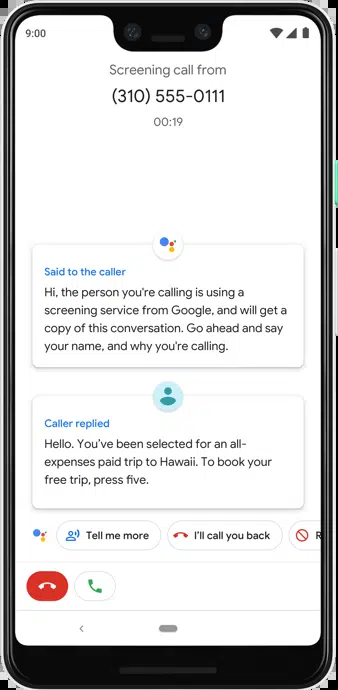 9:00
Screening call from
(310) 555-0111
00:19
Said to the caller
Hi, the person you're calling is using a
screening service from Google, and will get a
copy of this conversation. Go ahead and say
your name, and why you're calling.
Caller replied
Hello. You've been selected for an all-
expenses paid trip to Hawaii. To book your
free trip, press five.
Tell me more
I'll call you back